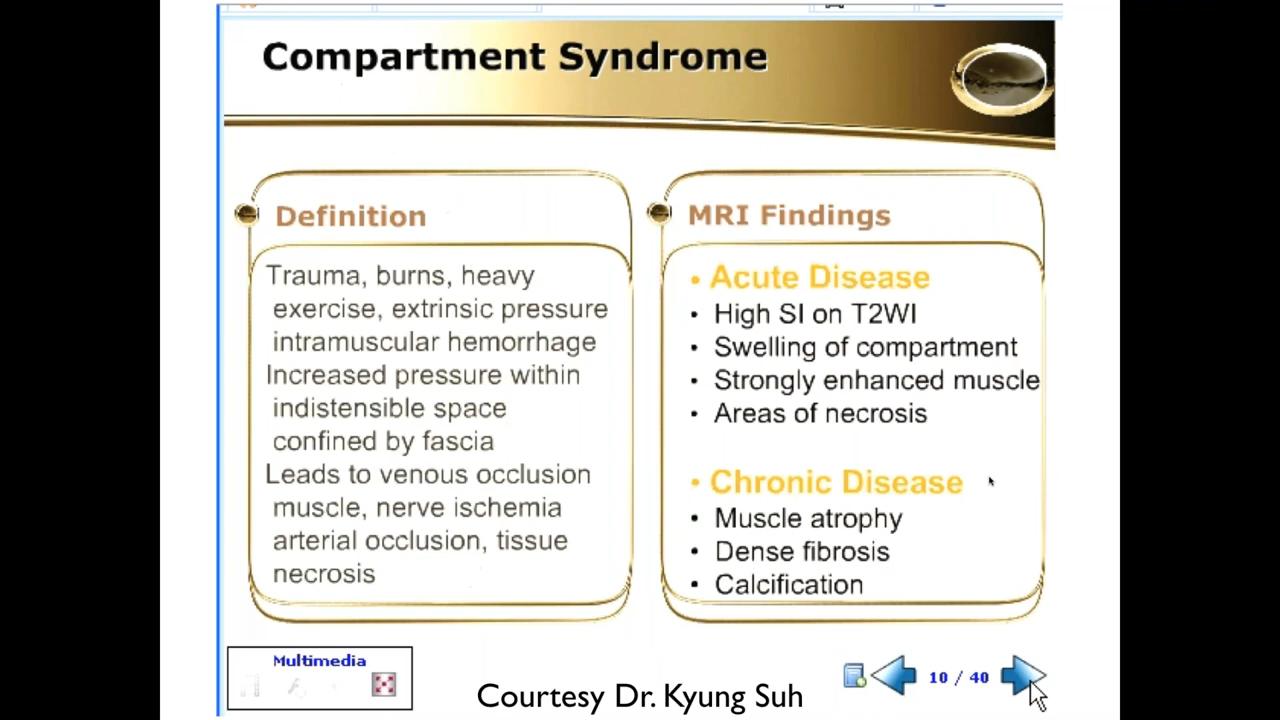 Compartment Syndrome
Definition
Trauma, burns, heavy
exercise, extrinsic pressure
intramuscular hemorrhage
Increased pressure within
indistensible space
confined by fascia
Leads to venous occlusion
muscle, nerve ischemia
arterial occlusion, tissue
necrosis
MRI Findings
• Acute Disease
• High SI on T2WI
• Swelling of compartment
• Strongly enhanced muscle
• Areas of necrosis
• Chronic Disease
• Muscle atrophy
• Dense fibrosis
• Calcification
Multimedia
10 / 40
Courtesy Dr. Kyung Suh